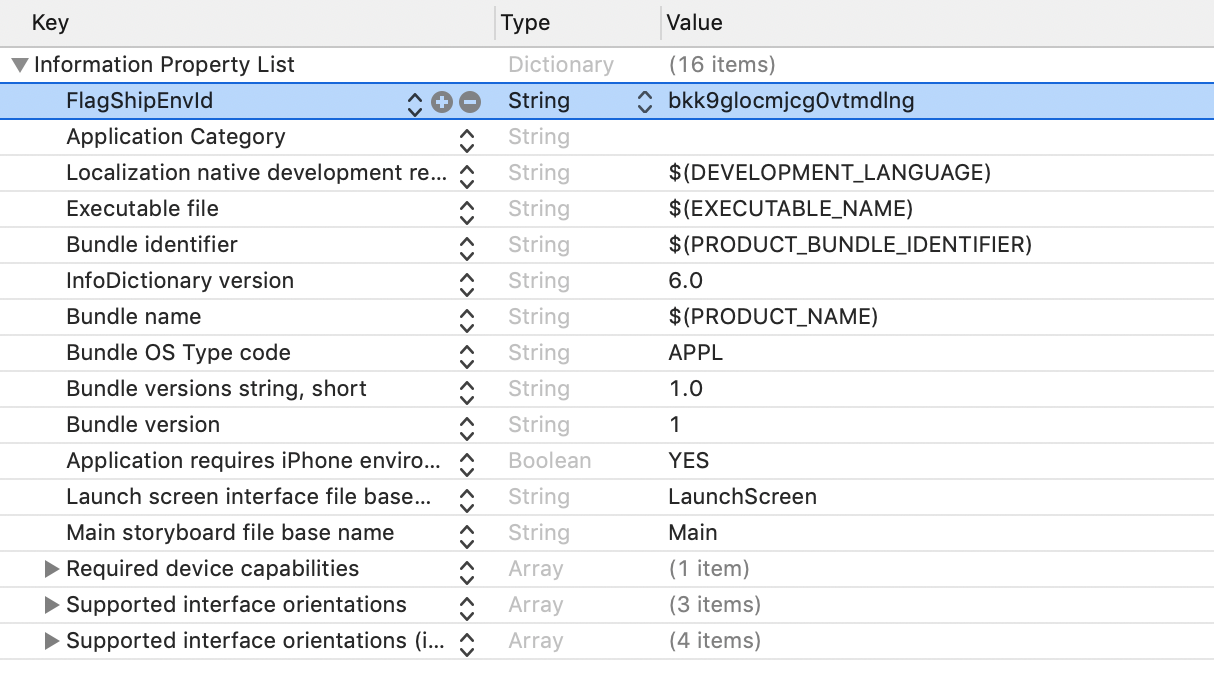 Key Type Value
Information Property List Dictionary (16 items)
FlagShipEnvId String bkk9glocmjcg0vtmdlng
Application Category String
Localization native development re... String $(DEVELOPMENT_LANGUAGE)
Executable file String $(EXECUTABLE_NAME)
Bundle identifier String $(PRODUCT_BUNDLE_IDENTIFIER)
InfoDictionary version String 6.0
Bundle name String $(PRODUCT_NAME)
Bundle OS Type code String APPL
Bundle versions string, short String 1.0
Bundle version String 1
Application requires iPhone enviro... Boolean YES
Launch screen interface file base... String LaunchScreen
Main storyboard file base name String Main
Required device capabilities Array (1 item)
Supported interface orientations Array (3 items)
Supported interface orientations (i... Array (4 items)